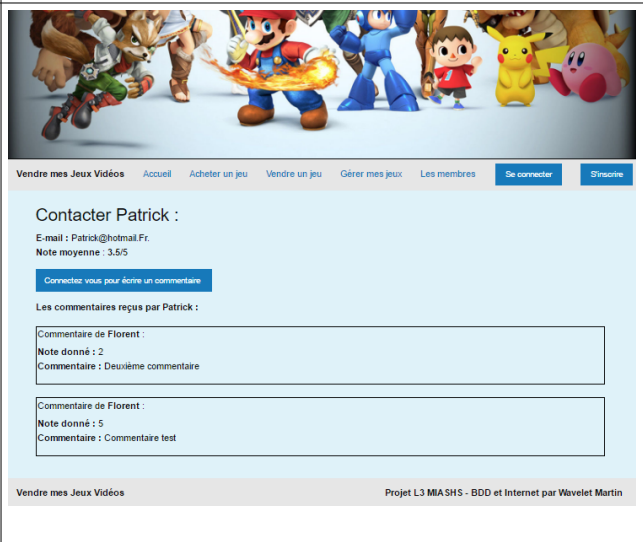 Vendre mes Jeux Vidéos Accueil Acheter un jeu Vendre un jeu Gérer mes jeux Les membres Se connecter S'inscrire
Contacter Patrick :
E-mail : Patrick@hotmail.Fr.
Note moyenne : 3.5/5
Connectez vous pour écrire un commentaire
Les commentaires reçus par Patrick :
Commentaire de Florent :
Note donné : 2
Commentaire : Deuxième commentaire
Commentaire de Florent :
Note donné : 5
Commentaire : Commentaire test
Vendre mes Jeux Vidéos Projet L3 MIASHS - BDD et Internet par Wavelet Martin